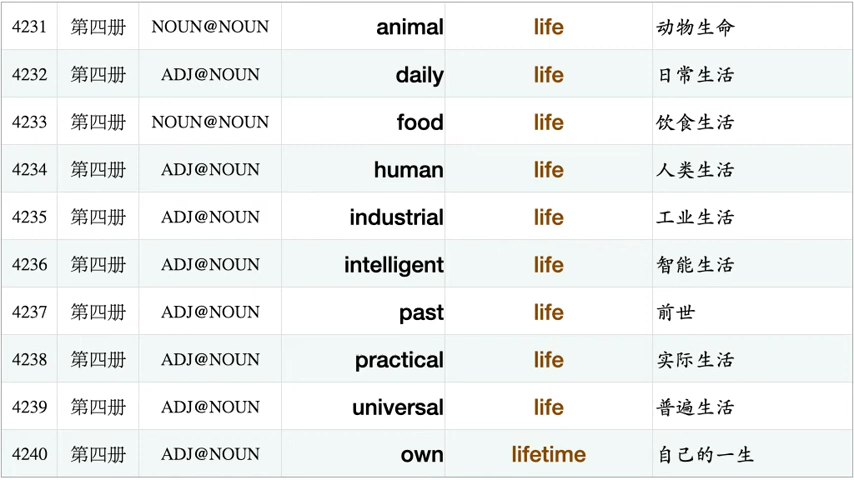 4231 第四册 NOUN@NOUN animal life 动物生命
4232 第四册 ADJ@NOUN daily life 日常生活
4233 第四册 NOUN@NOUN food life 饮食生活
4234 第四册 ADJ@NOUN human life 人类生活
4235 第四册 ADJ@NOUN industrial life 工业生活
4236 第四册 ADJ@NOUN intelligent life 智能生活
4237 第四册 ADJ@NOUN past life 前世
4238 第四册 ADJ@NOUN practical life 实际生活
4239 第四册 ADJ@NOUN universal life 普遍生活
4240 第四册 ADJ@NOUN own lifetime 自己的一生